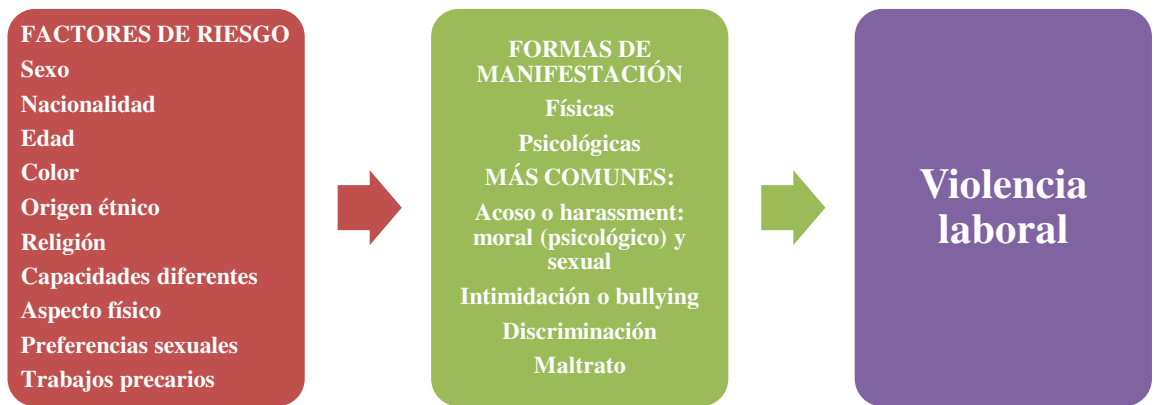 FACTORES DE RIESGO
Sexo
Nacionalidad
Edad
Color
Origen étnico
Religión
Capacidades diferentes
Aspecto físico
Preferencias sexuales
Trabajos precarios
FORMAS DE
MANIFESTACIÓN
Físicas
Psicológicas
MÁS COMUNES:
Acoso o harassment:
moral (psicológico) y
sexual
Intimidación o bullying
Discriminación
Maltrato
Violencia
laboral